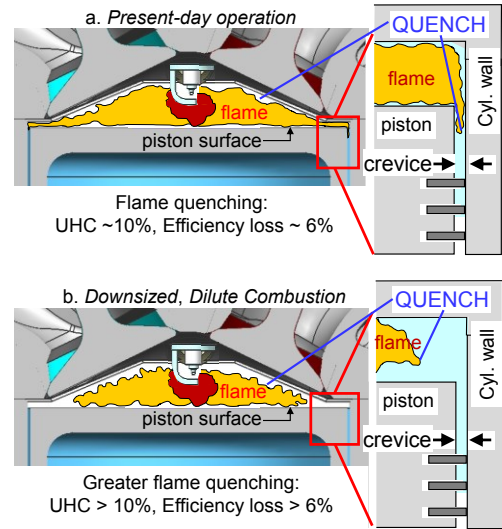 a. Present-day operation
QUENCH
flame
flame
Cyl. wall
piston
piston surface
crevice
Flame quenching:
UHC ~10%, Efficiency loss ~ 6%
b. Downsized, Dilute Combustion
QUENCH
flame
flame
Cyl. wall
piston
piston surface
crevice
Greater flame quenching:
UHC > 10%, Efficiency loss > 6%